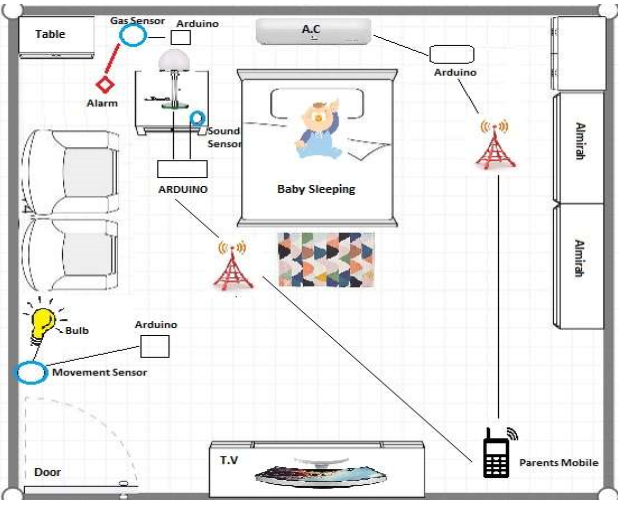 Gas Sensor
Arduino
Table
A.C
Arduino
Alarm
Sound
Sensor
Almirah
ARDUINO
Baby Sleeping
Almirah
Bulb
Arduino
Movement Sensor
T.V
Door
Parents Mobile